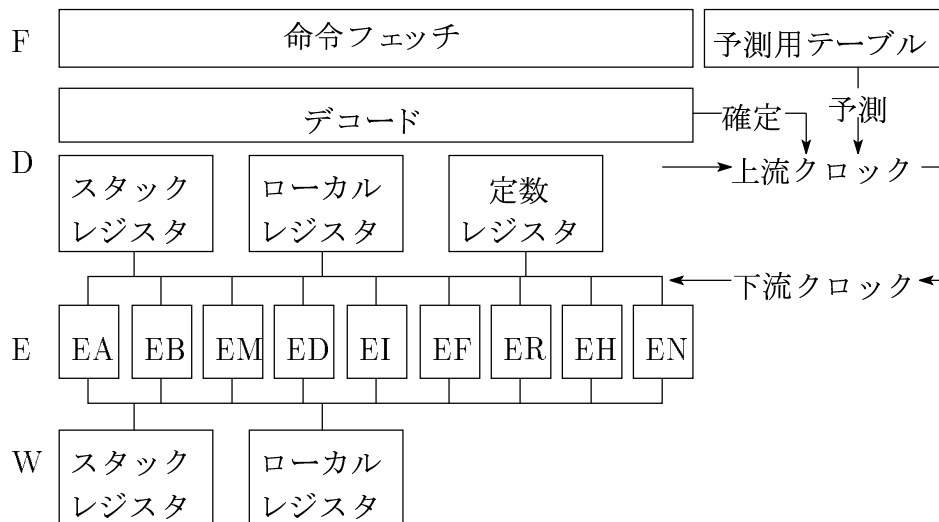 F
命令フェッチ
予測用テーブル
デコード
確定
予測
D
スタック
レジスタ
ローカル
レジスタ
定数
レジスタ
上流クロック
下流クロック
E
EA
EB
EM
ED
EI
EF
ER
EH
EN
W
スタック
レジスタ
ローカル
レジスタ